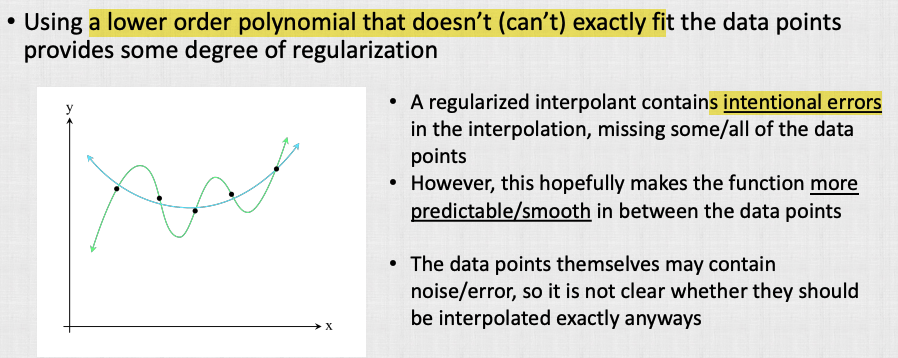 • Using a lower order polynomial that doesn't (can't) exactly fit the data points
provides some degree of regularization
y
x
• A regularized interpolant contains intentional errors
in the interpolation, missing some/all of the data
points
• However, this hopefully makes the function more
predictable/smooth in between the data points
• The data points themselves may contain
noise/error, so it is not clear whether they should
be interpolated exactly anyways